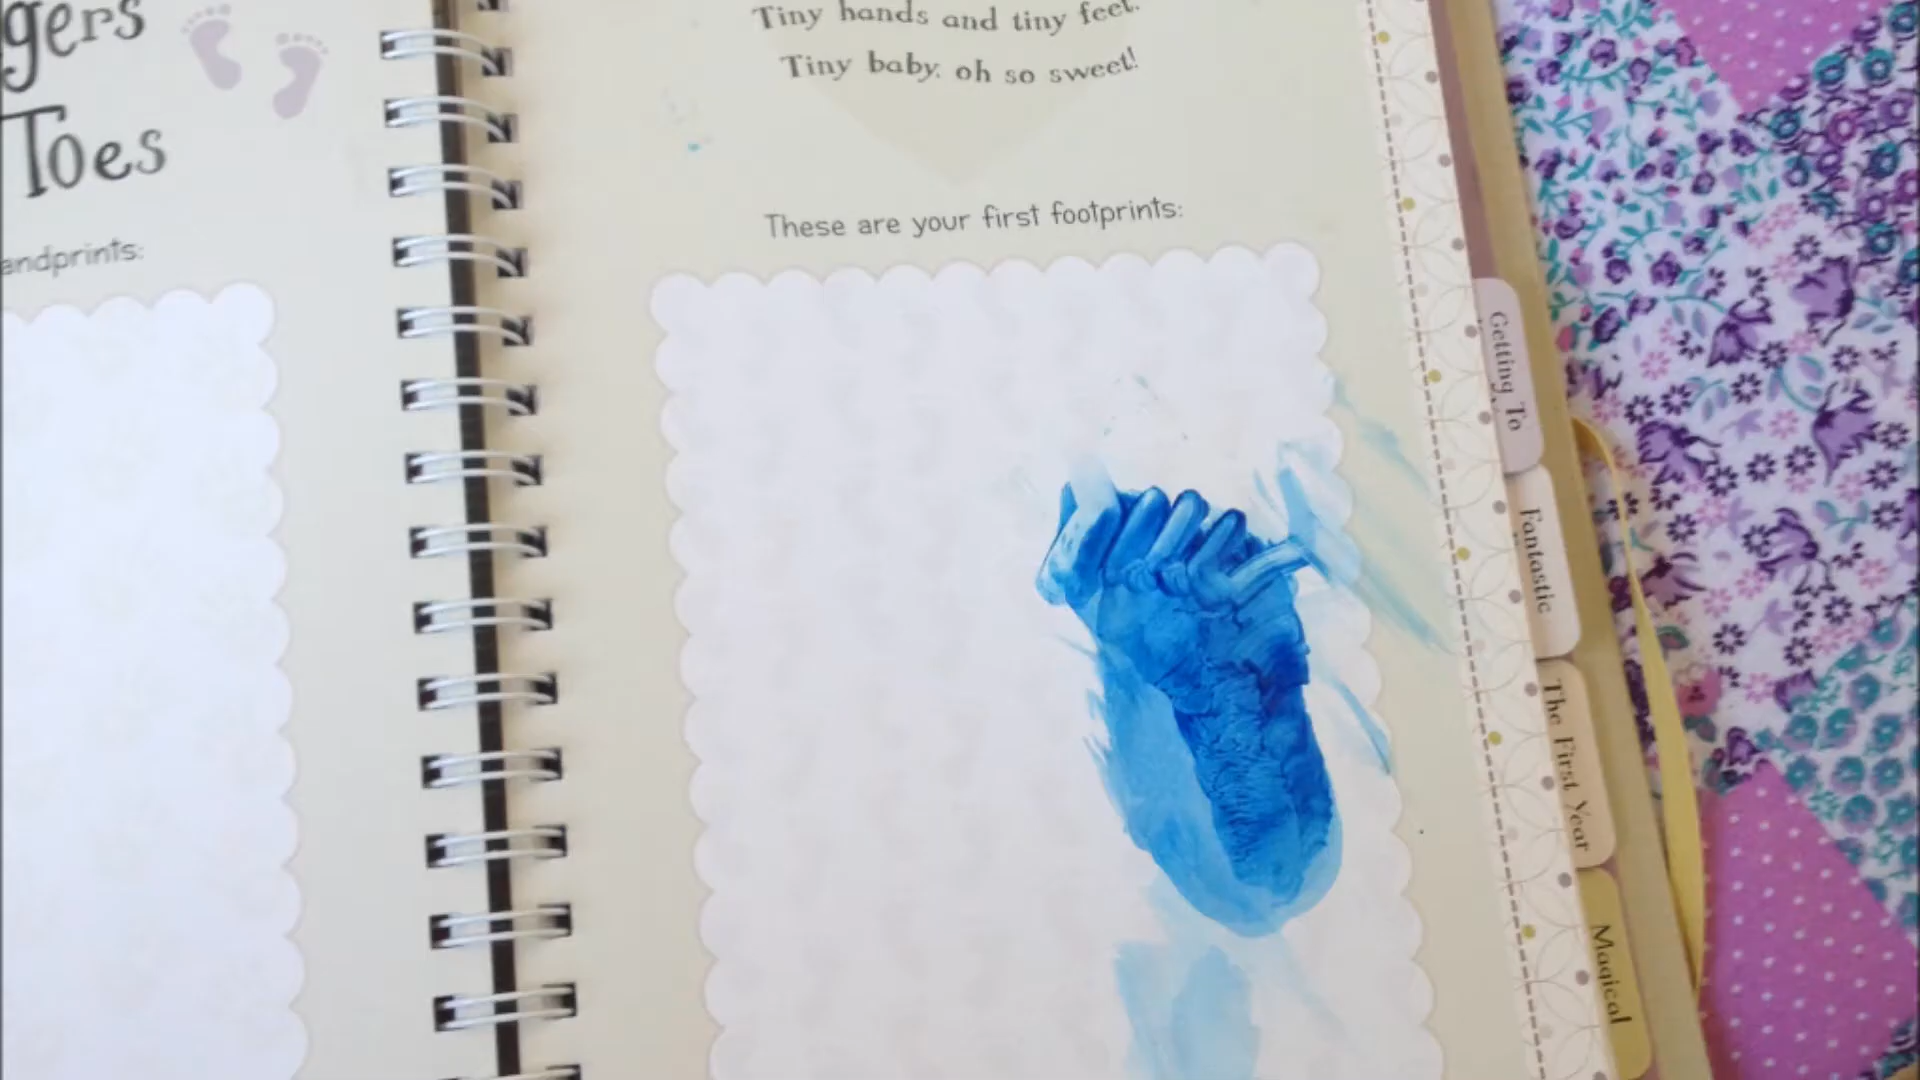 gers
Toes
andprints:
Tiny hands and tiny feet.
Tiny baby, oh so sweet!
These are your first footprints:
Getting To
Fantastic
The First Year
Magical